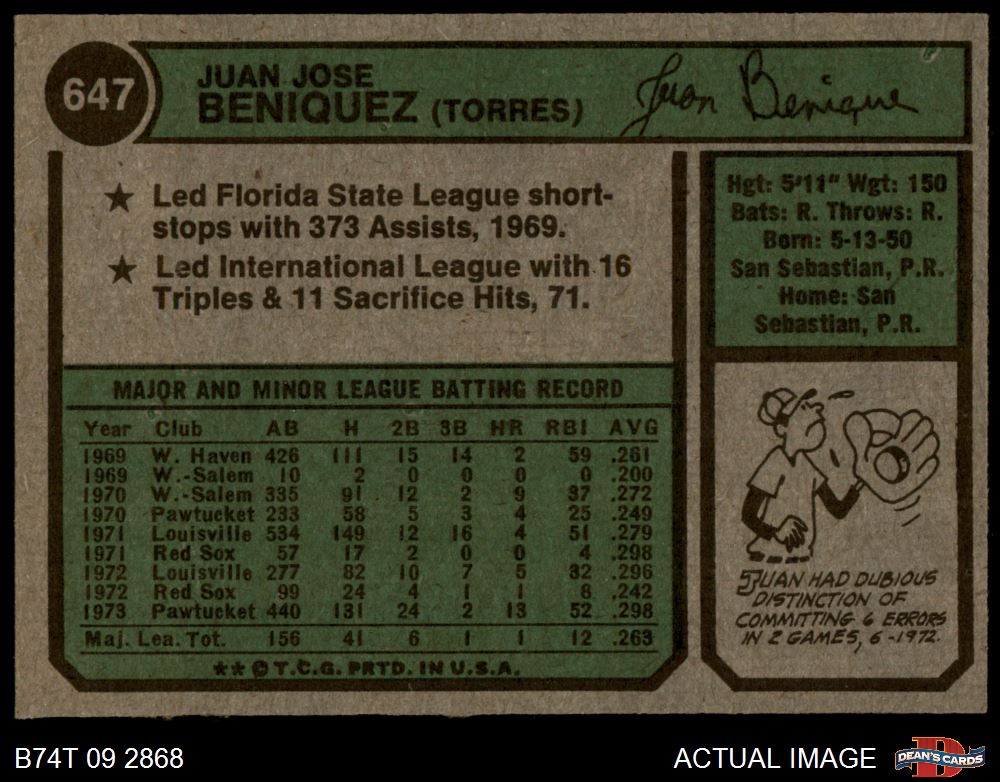 647
JUAN JOSE
BENIQUEZ (TORRES)
Juan Beniquez
★ Led Florida State League short-
stops with 373 Assists, 1969.
★ Led International League with 16
Triples & 11 Sacrifice Hits, 71.
Hgt: 5'11" Wgt: 150
Bats: R. Throws: R.
Born: 5-13-50
San Sebastian, P.R.
Home: San
Sebastian, P.R.
MAJOR AND MINOR LEAGUE BATTING RECORD
Year Club AB H 2B 3B HR RBI AVG
1969 W. Haven 426 111 15 14 2 59 .261
1969 W.-Salem 10 2 0 0 0 0 .200
1970 W.-Salem 335 91 12 2 9 37 .272
1970 Pawtucket 233 58 5 3 4 25 .249
1971 Louisville 534 149 12 16 4 51 .279
1971 Red Sox 57 17 2 0 0 4 .298
1972 Louisville 277 82 10 7 5 32 .296
1972 Red Sox 99 24 4 1 1 8 .242
1973 Pawtucket 440 131 24 2 13 52 .298
Maj. Lea. Tot. 156 41 6 1 1 12 .263
★★ © T.C.G. PRTD. IN U.S.A.
JUAN HAD DUBIOUS
DISTINCTION OF
COMMITTING 6 ERRORS
IN 2 GAMES, 6-1972.
B74T 09 2868
ACTUAL IMAGE
D
DEAN'S CARDS